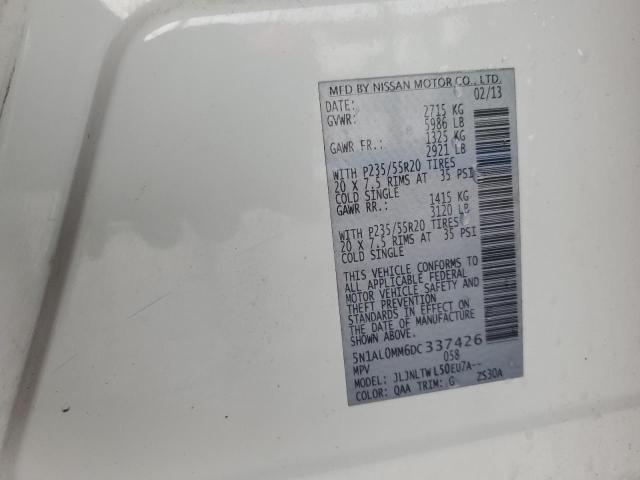 MFD BY NISSAN MOTOR CO., LTD.
DATE: 02/13
GVWR: 2715 KG
5986 LB
GAWR FR.: 1325 KG
2921 LB
WITH P235/55R20 TIRES
20 X 7.5 RIMS AT 35 PSI
COLD SINGLE
GAWR RR.: 1415 KG
3120 LB
WITH P235/55R20 TIRES
20 X 7.5 RIMS AT 35 PSI
COLD SINGLE
THIS VEHICLE CONFORMS TO
ALL APPLICABLE FEDERAL
MOTOR VEHICLE SAFETY AND
THEFT PREVENTION
STANDARDS IN EFFECT ON
THE DATE OF MANUFACTURE
SHOWN ABOVE
5N1AL0MM6DC337426
MPV 058
MODEL: JLJNLTWL50EU7A--
COLOR: QAA TRIM: G ZS30A